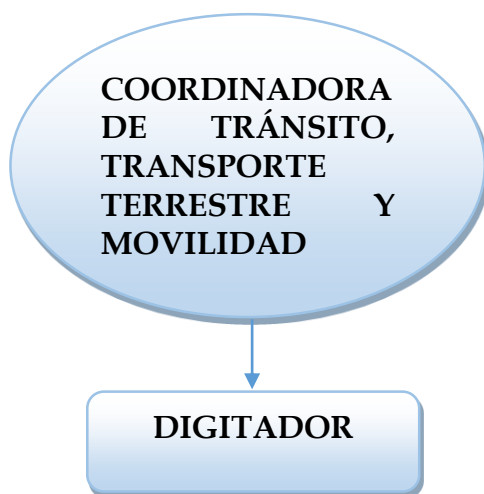 COORDINADORA
DE TRÁNSITO,
TRANSPORTE
TERRESTRE Y
MOVILIDAD
DIGITADOR